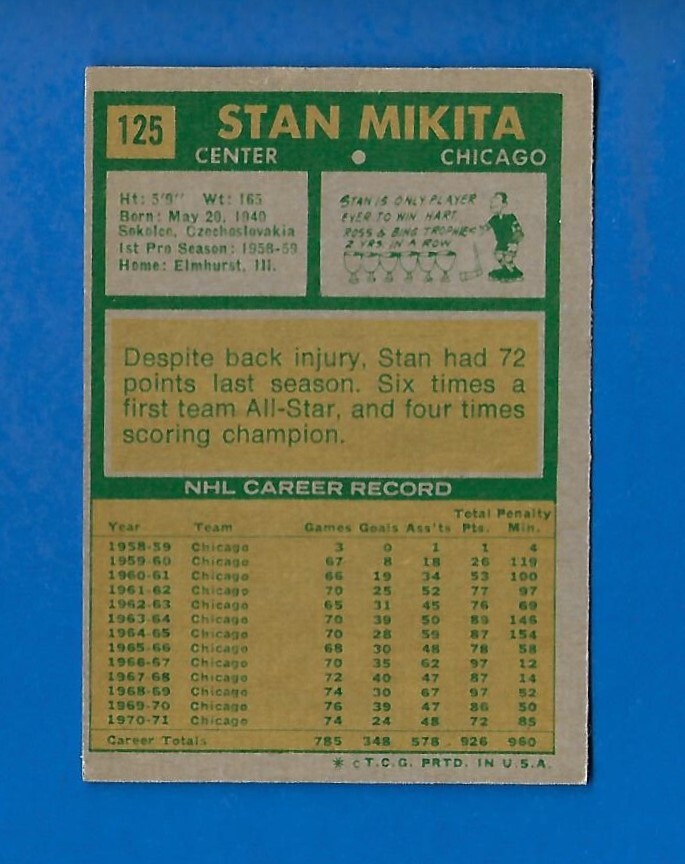 125
STAN MIKITA
CENTER ● CHICAGO
Ht: 5'9" Wt: 165
Born: May 20, 1940
Sokolce, Czechoslovakia
1st Pro Season: 1958-59
Home: Elmhurst, Ill.
STAN IS ONLY PLAYER
EVER TO WIN HART,
ROSS & BING TROPHIES
2 YRS IN A ROW
Despite back injury, Stan had 72
points last season. Six times a
first team All-Star, and four times
scoring champion.
NHL CAREER RECORD
Year Team Games Goals Ass'ts Total Pts. Penalty Min.
1958-59 Chicago 3 0 1 1 4
1959-60 Chicago 67 8 18 26 119
1960-61 Chicago 66 19 34 53 100
1961-62 Chicago 70 25 52 77 97
1962-63 Chicago 65 31 45 76 69
1963-64 Chicago 70 39 50 89 146
1964-65 Chicago 70 28 59 87 154
1965-66 Chicago 68 30 48 78 58
1966-67 Chicago 70 35 62 97 12
1967-68 Chicago 72 40 47 87 14
1968-69 Chicago 74 30 67 97 52
1969-70 Chicago 76 39 47 86 50
1970-71 Chicago 74 24 48 72 85
Career Totals 785 348 578 926 960
* © T.C.G. PRTD. IN U.S.A.